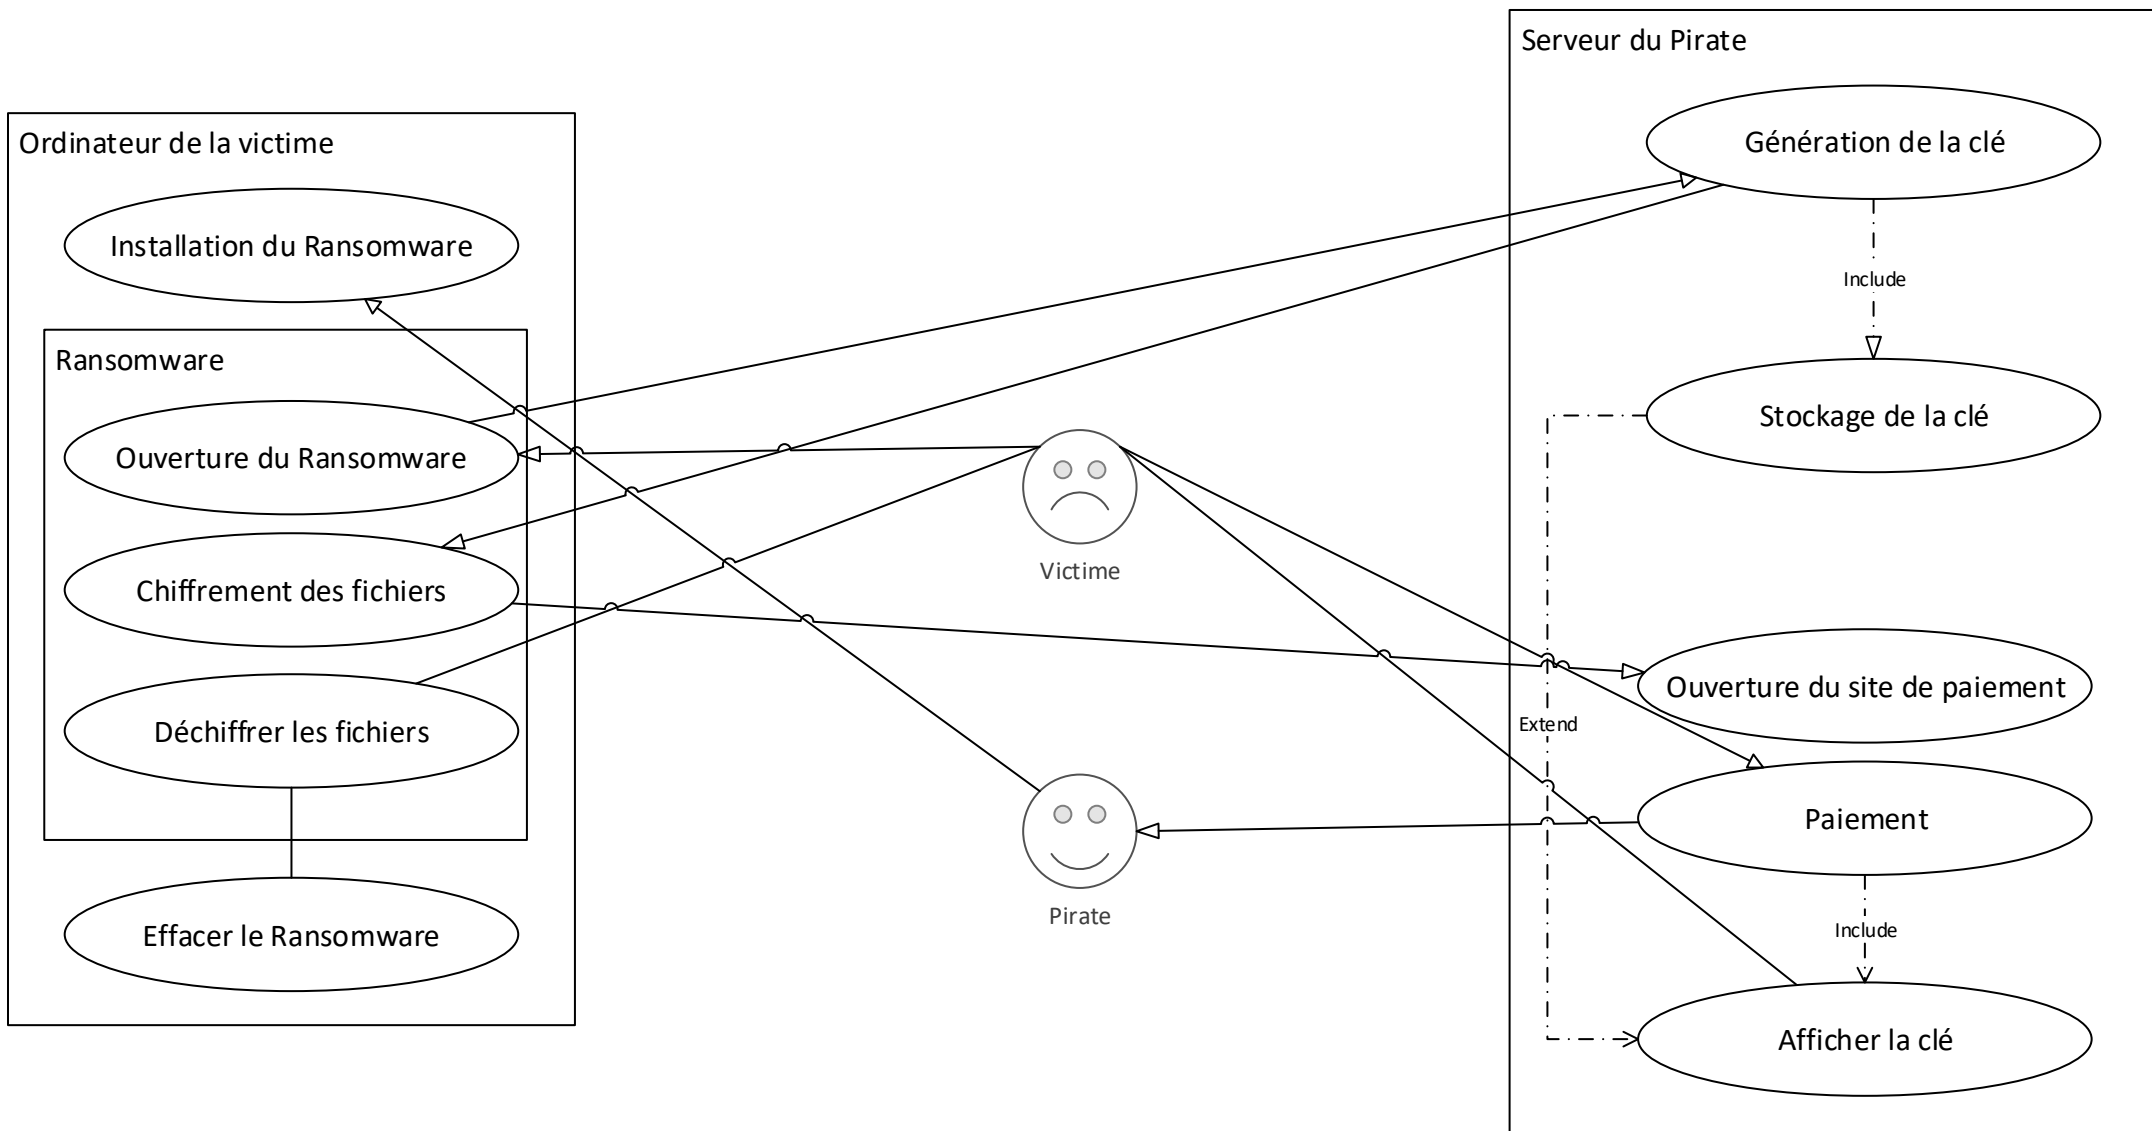 Serveur du Pirate
Génération de la clé
Include
Stockage de la clé
Extend
Ouverture du site de paiement
Paiement
Include
Afficher la clé
Ordinateur de la victime
Installation du Ransomware
Ransomware
Ouverture du Ransomware
Chiffrement des fichiers
Déchiffrer les fichiers
Effacer le Ransomware
Victime
Pirate